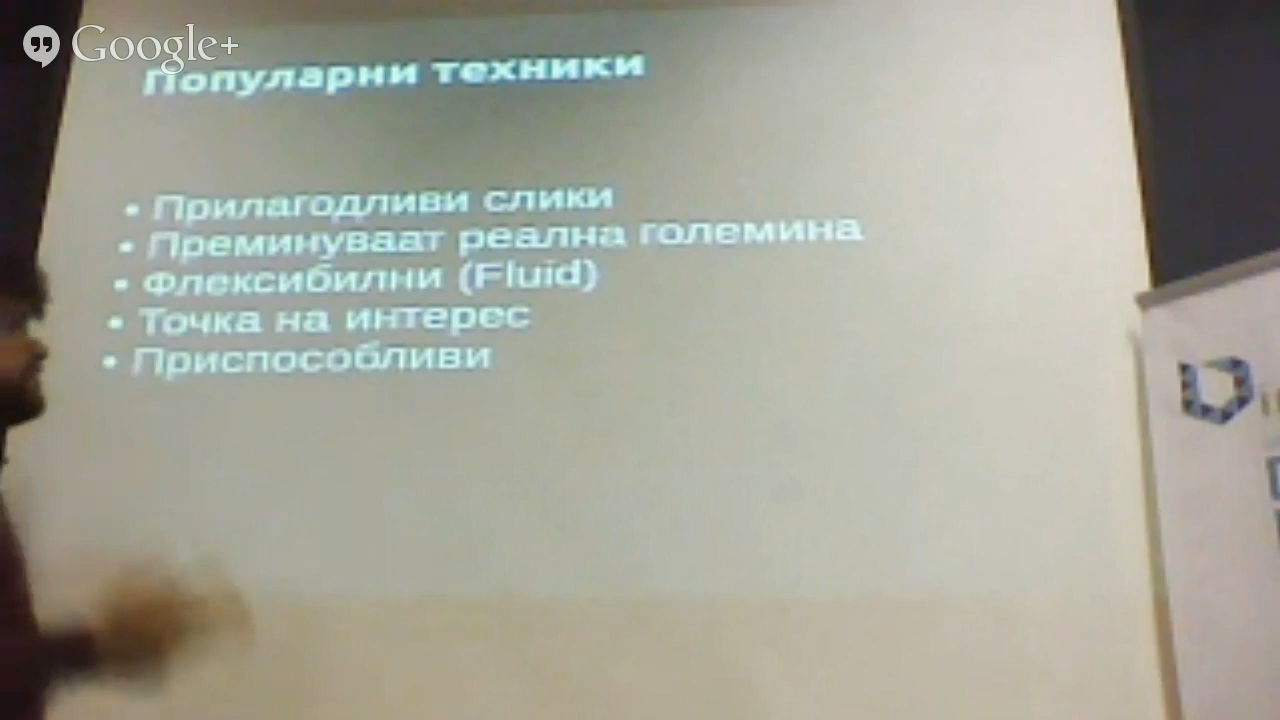 Google+
Популарни техники
• Прилагодливи слики
• Преминуваат реална големина
• Флексибилни (Fluid)
• Точка на интерес
• Приспособливи